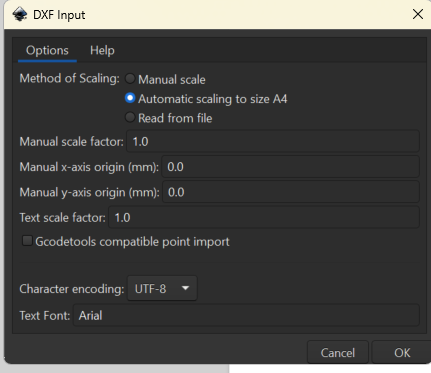 DXF Input
Options Help
Method of Scaling: Manual scale
Automatic scaling to size A4
Read from file
Manual scale factor: 1.0
Manual x-axis origin (mm): 0.0
Manual y-axis origin (mm): 0.0
Text scale factor: 1.0
Gcodetools compatible point import
Character encoding: UTF-8
Text Font: Arial
Cancel OK